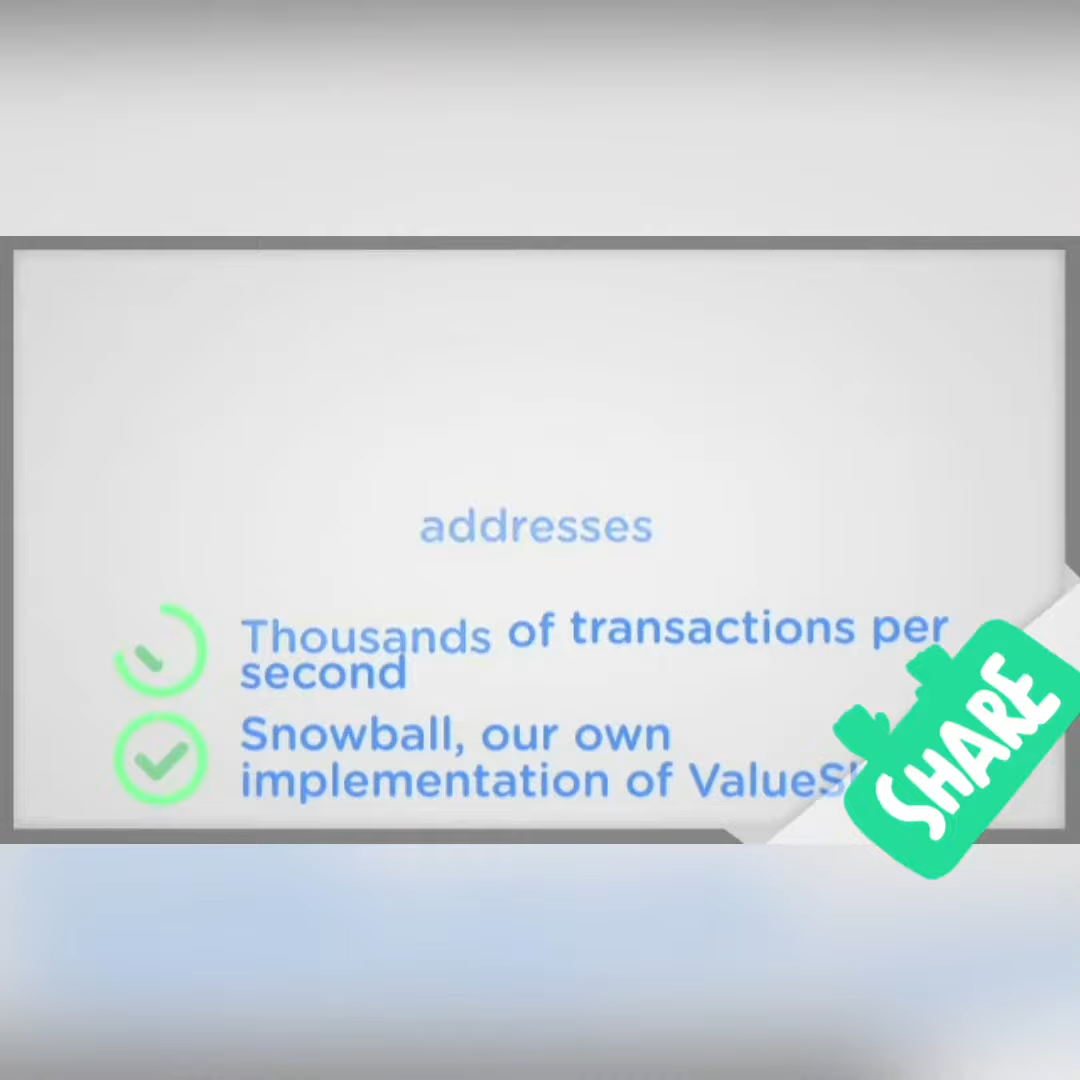 addresses
Thousands of transactions per
second
Snowball, our own
implementation of
SHARE